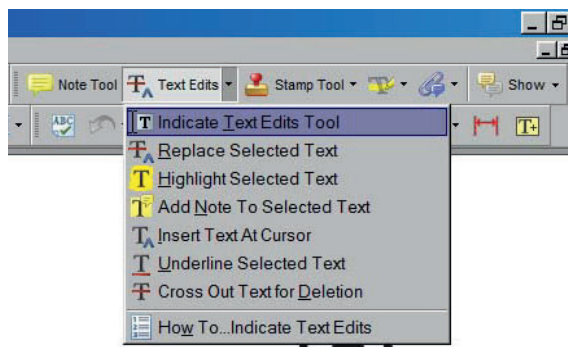 Note Tool Text Edits Stamp Tool Show
ABC T+
Indicate Text Edits Tool
Replace Selected Text
Highlight Selected Text
Add Note To Selected Text
Insert Text At Cursor
Underline Selected Text
Cross Out Text for Deletion
How To...Indicate Text Edits